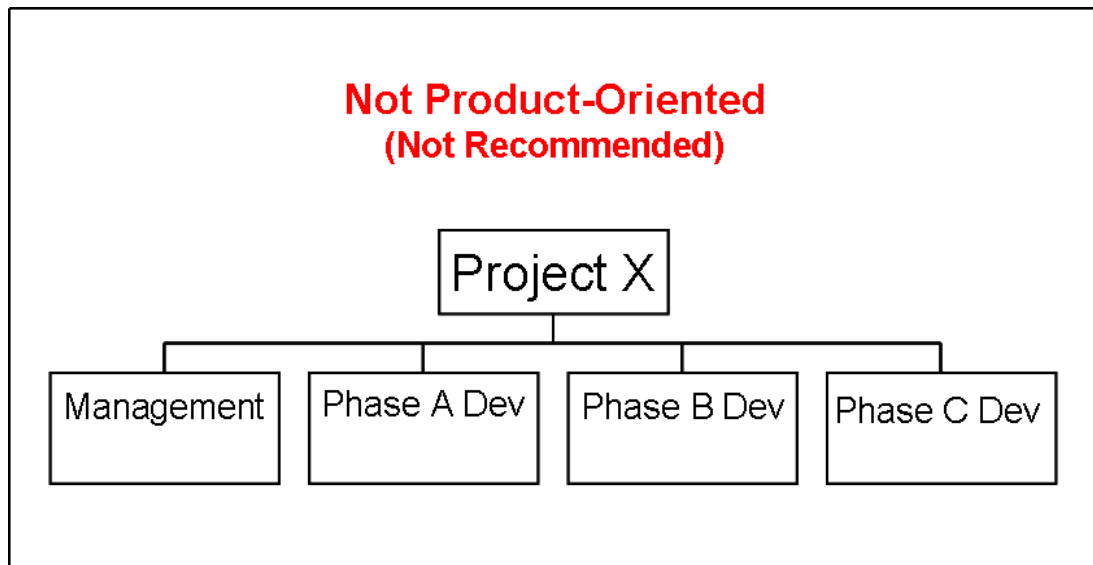 Not Product-Oriented
(Not Recommended)
Project X
Management
Phase A Dev
Phase B Dev
Phase C Dev